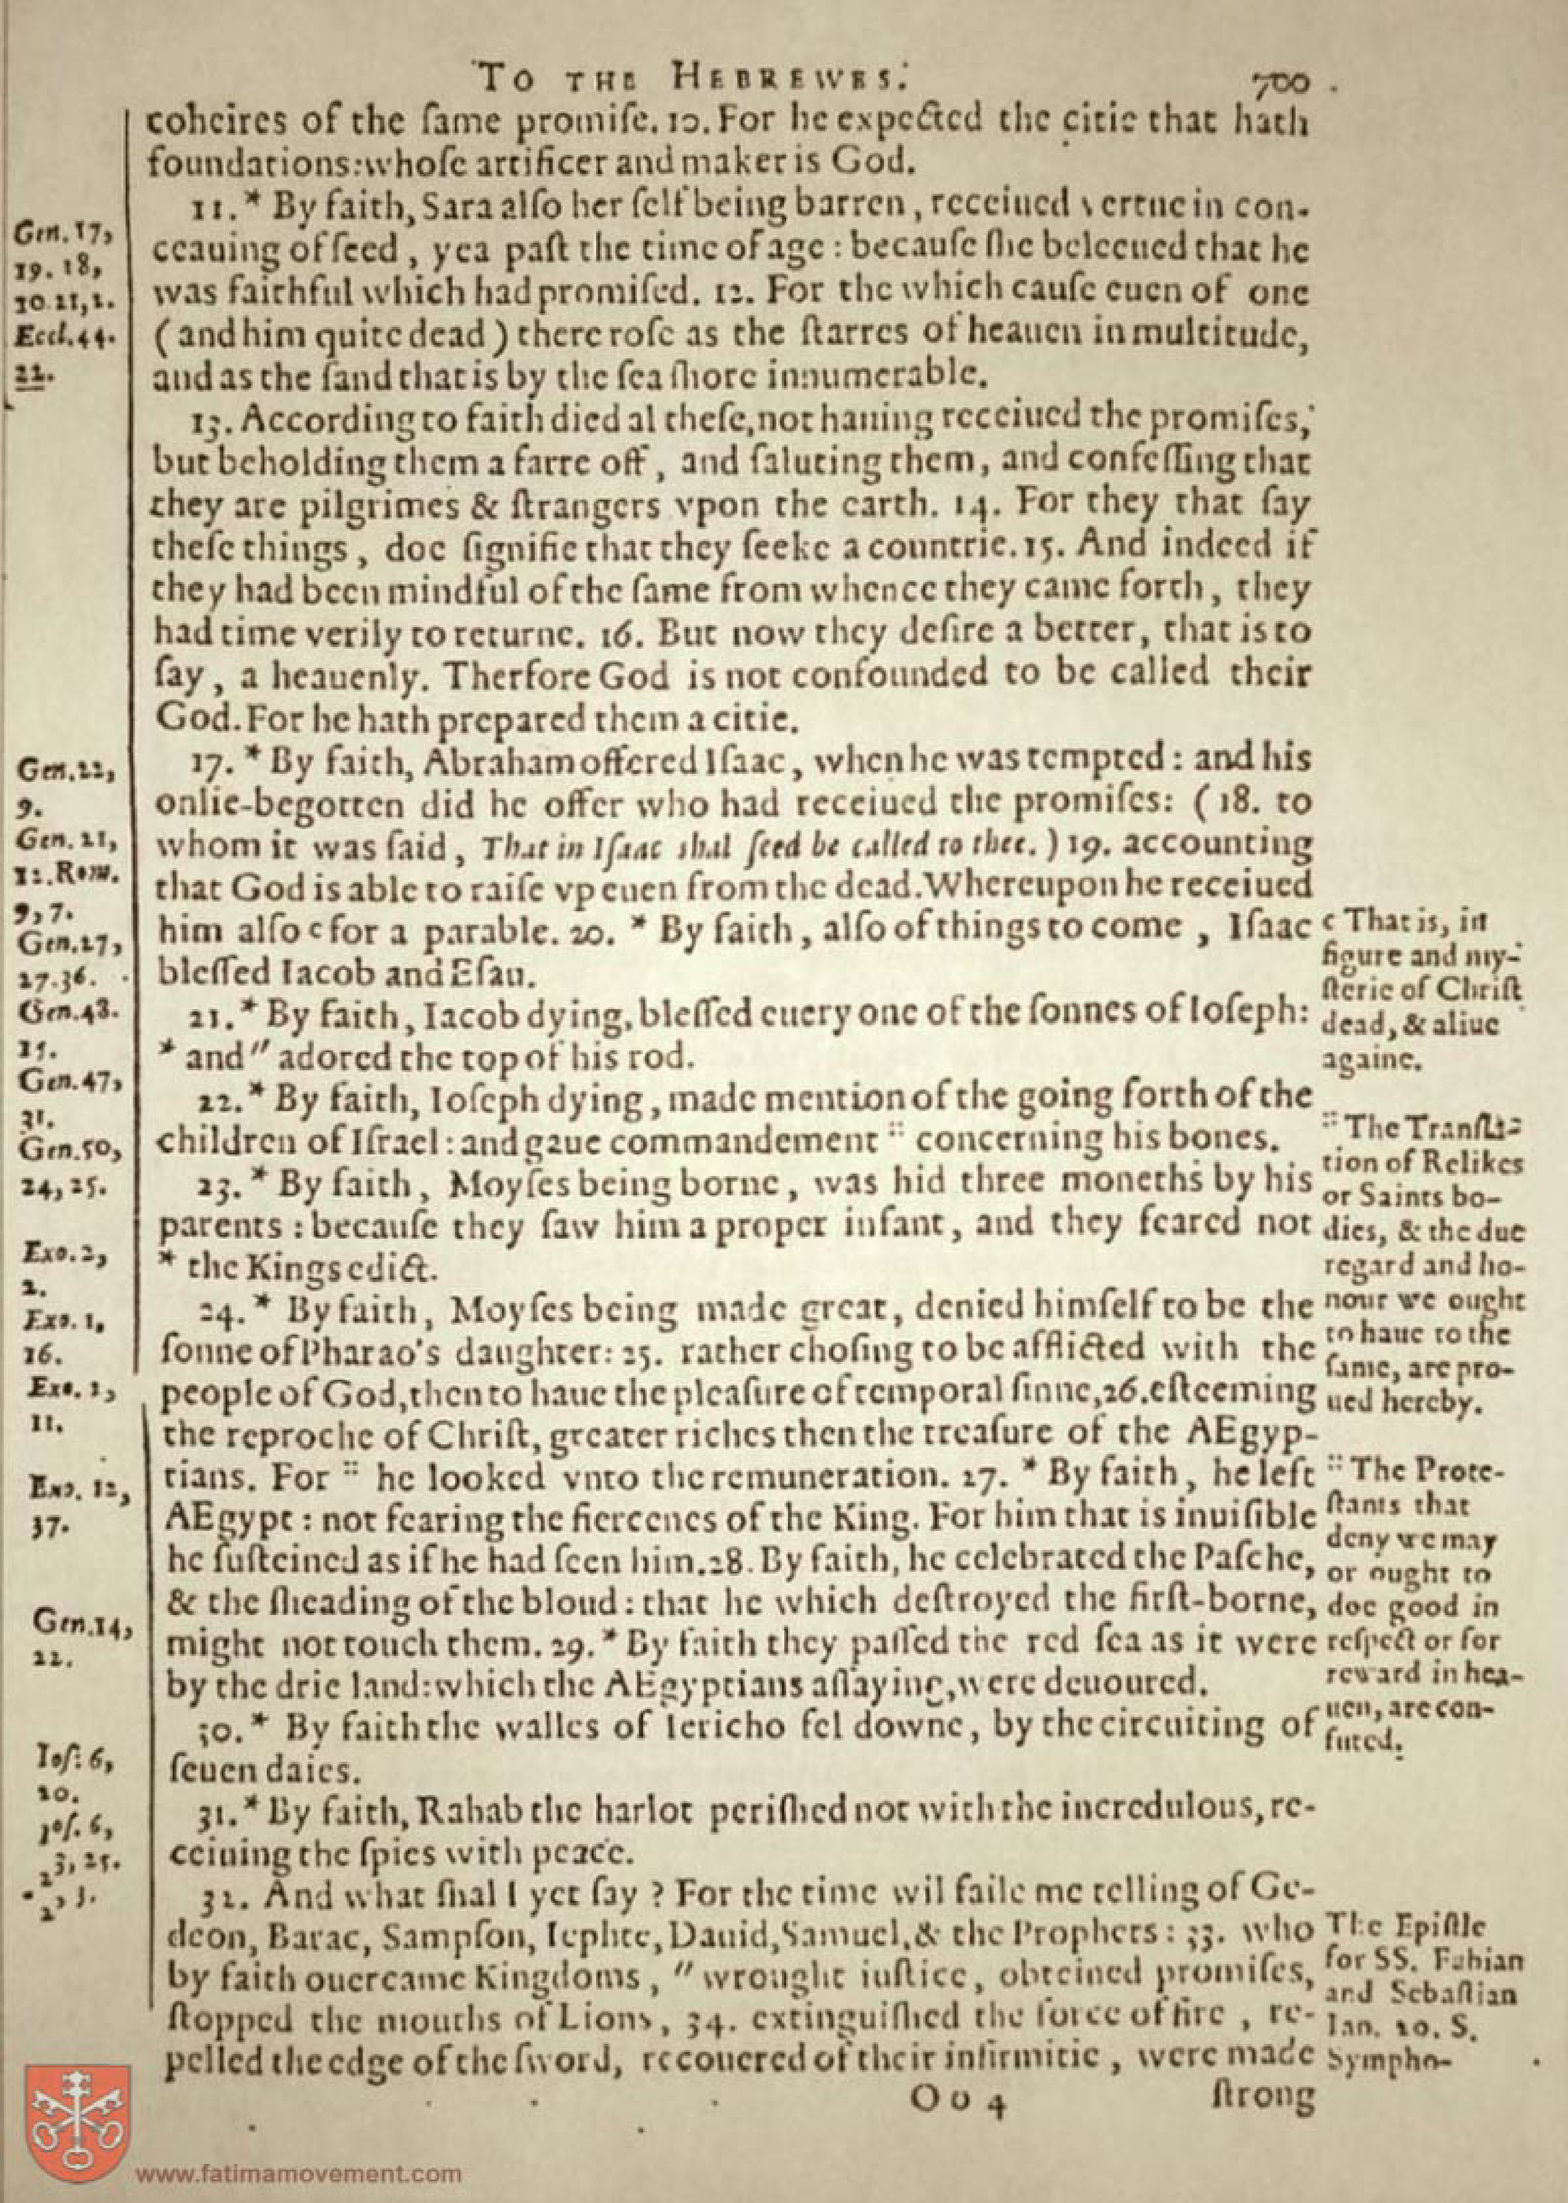 TO THE HEBREWES. 700
coheires of the ſame promiſe. 10. For he expected the citie that hath
foundations: whoſe artificer and maker is God.
11. * By faith, Sara alſo her ſelf being barren, receiued vertue in con-
ceauing of ſeed, yea paſt the time of age: becauſe ſhe beleeued that he
was faithful which had promiſed. 12. For the which cauſe euen of one
(and him quite dead) there roſe as the ſtarres of heauen in multitude,
and as the ſand that is by the ſea ſhore innumerable.
13. According to faith died al theſe, not hauing receiued the promiſes,
but beholding them a farre off, and ſaluting them, and confeſſing that
they are pilgrimes & ſtrangers vpon the earth. 14. For they that ſay
theſe things, doe ſignifie that they ſeeke a countrie. 15. And indeed if
they had been mindful of the ſame from whence they came forth, they
had time verily to returne. 16. But now they deſire a better, that is to
ſay, a heauenly. Therfore God is not confounded to be called their
God. For he hath prepared them a citie.
17. * By faith, Abraham offered Iſaac, when he was tempted: and his
onlie-begotten did he offer who had receiued the promiſes: (18. to
whom it was ſaid, That in Iſaac shal ſeed be called to thee.) 19. accounting
that God is able to raiſe vp euen from the dead. Whereupon he receiued
him alſo c for a parable. 20. * By faith, alſo of things to come, Iſaac
bleſſed Iacob and Eſau.
21. * By faith, Iacob dying, bleſſed euery one of the ſonnes of Ioſeph:
* and " adored the top of his rod.
22. * By faith, Ioſeph dying, made mention of the going forth of the
children of Iſrael: and gaue commandement :: concerning his bones.
23. * By faith, Moyſes being borne, was hid three moneths by his
parents: becauſe they ſaw him a proper infant, and they feared not
* the Kings edict.
24. * By faith, Moyſes being made great, denied himſelf to be the
ſonne of Pharao's daughter: 25. rather choſing to be afflicted with the
people of God, then to haue the pleaſure of temporal ſinne, 26. eſteeming
the reproche of Chriſt, greater riches then the treaſure of the AEgyp-
tians. For :: he looked vnto the remuneration. 27. * By faith, he left
AEgypt: not fearing the fiercenes of the King. For him that is inuiſible
he ſuſteined as if he had ſeen him. 28. By faith, he celebrated the Paſche,
& the ſheading of the bloud: that he which deſtroyed the firſt-borne,
might not touch them. 29. * By faith they paſſed the red ſea as it were
by the drie land: which the AEgyptians aſſaying, were deuoured.
30. * By faith the walles of Iericho fel downe, by the circuiting of
ſeuen daies.
31. * By faith, Rahab the harlot periſhed not with the incredulous, re-
ceiuing the ſpies with peace.
32. And what ſhal I yet ſay? For the time wil faile me telling of Ge-
deon, Barac, Sampſon, Iephte, Dauid, Samuel, & the Prophets: 33. who
by faith ouercame Kingdoms, " wrought iuſtice, obteined promiſes,
ſtopped the mouths of Lions, 34. extinguiſhed the force of fire, re-
pelled the edge of the ſword, recouered of their infirmitie, were made
Oo 4 ſtrong
Gen. 17,
19. 18,
10. 21, 2.
Eccl. 44.
22.
Gen. 22,
9.
Gen. 21,
12. Rom.
9, 7.
Gen. 27,
27. 36.
Gen. 48.
15.
Gen. 47,
31.
Gen. 50,
24, 25.
Exo. 2,
2.
Exo. 1,
16.
Exo. 2,
11.
Exo. 12,
37.
Gen. 14,
22.
Ioſ. 6,
20.
Ioſ. 6,
23, 25.
2, 3.
c That is, in
figure and my-
ſterie of Chriſt
dead, & aliue
againe.
:: The Tranſla-
tion of Relikes
or Saints bo-
dies, & the due
regard and ho-
nour we ought
to haue to the
ſame, are pro-
ued hereby.
:: The Prote-
ſtants that
deny we may
or ought to
doe good in
reſpect or for
reward in hea-
uen, are con-
futed.
The Epiſtle
for SS. Fabian
and Sebaſtian
Ian. 20. S.
Sympho-
www.fatimamovement.com